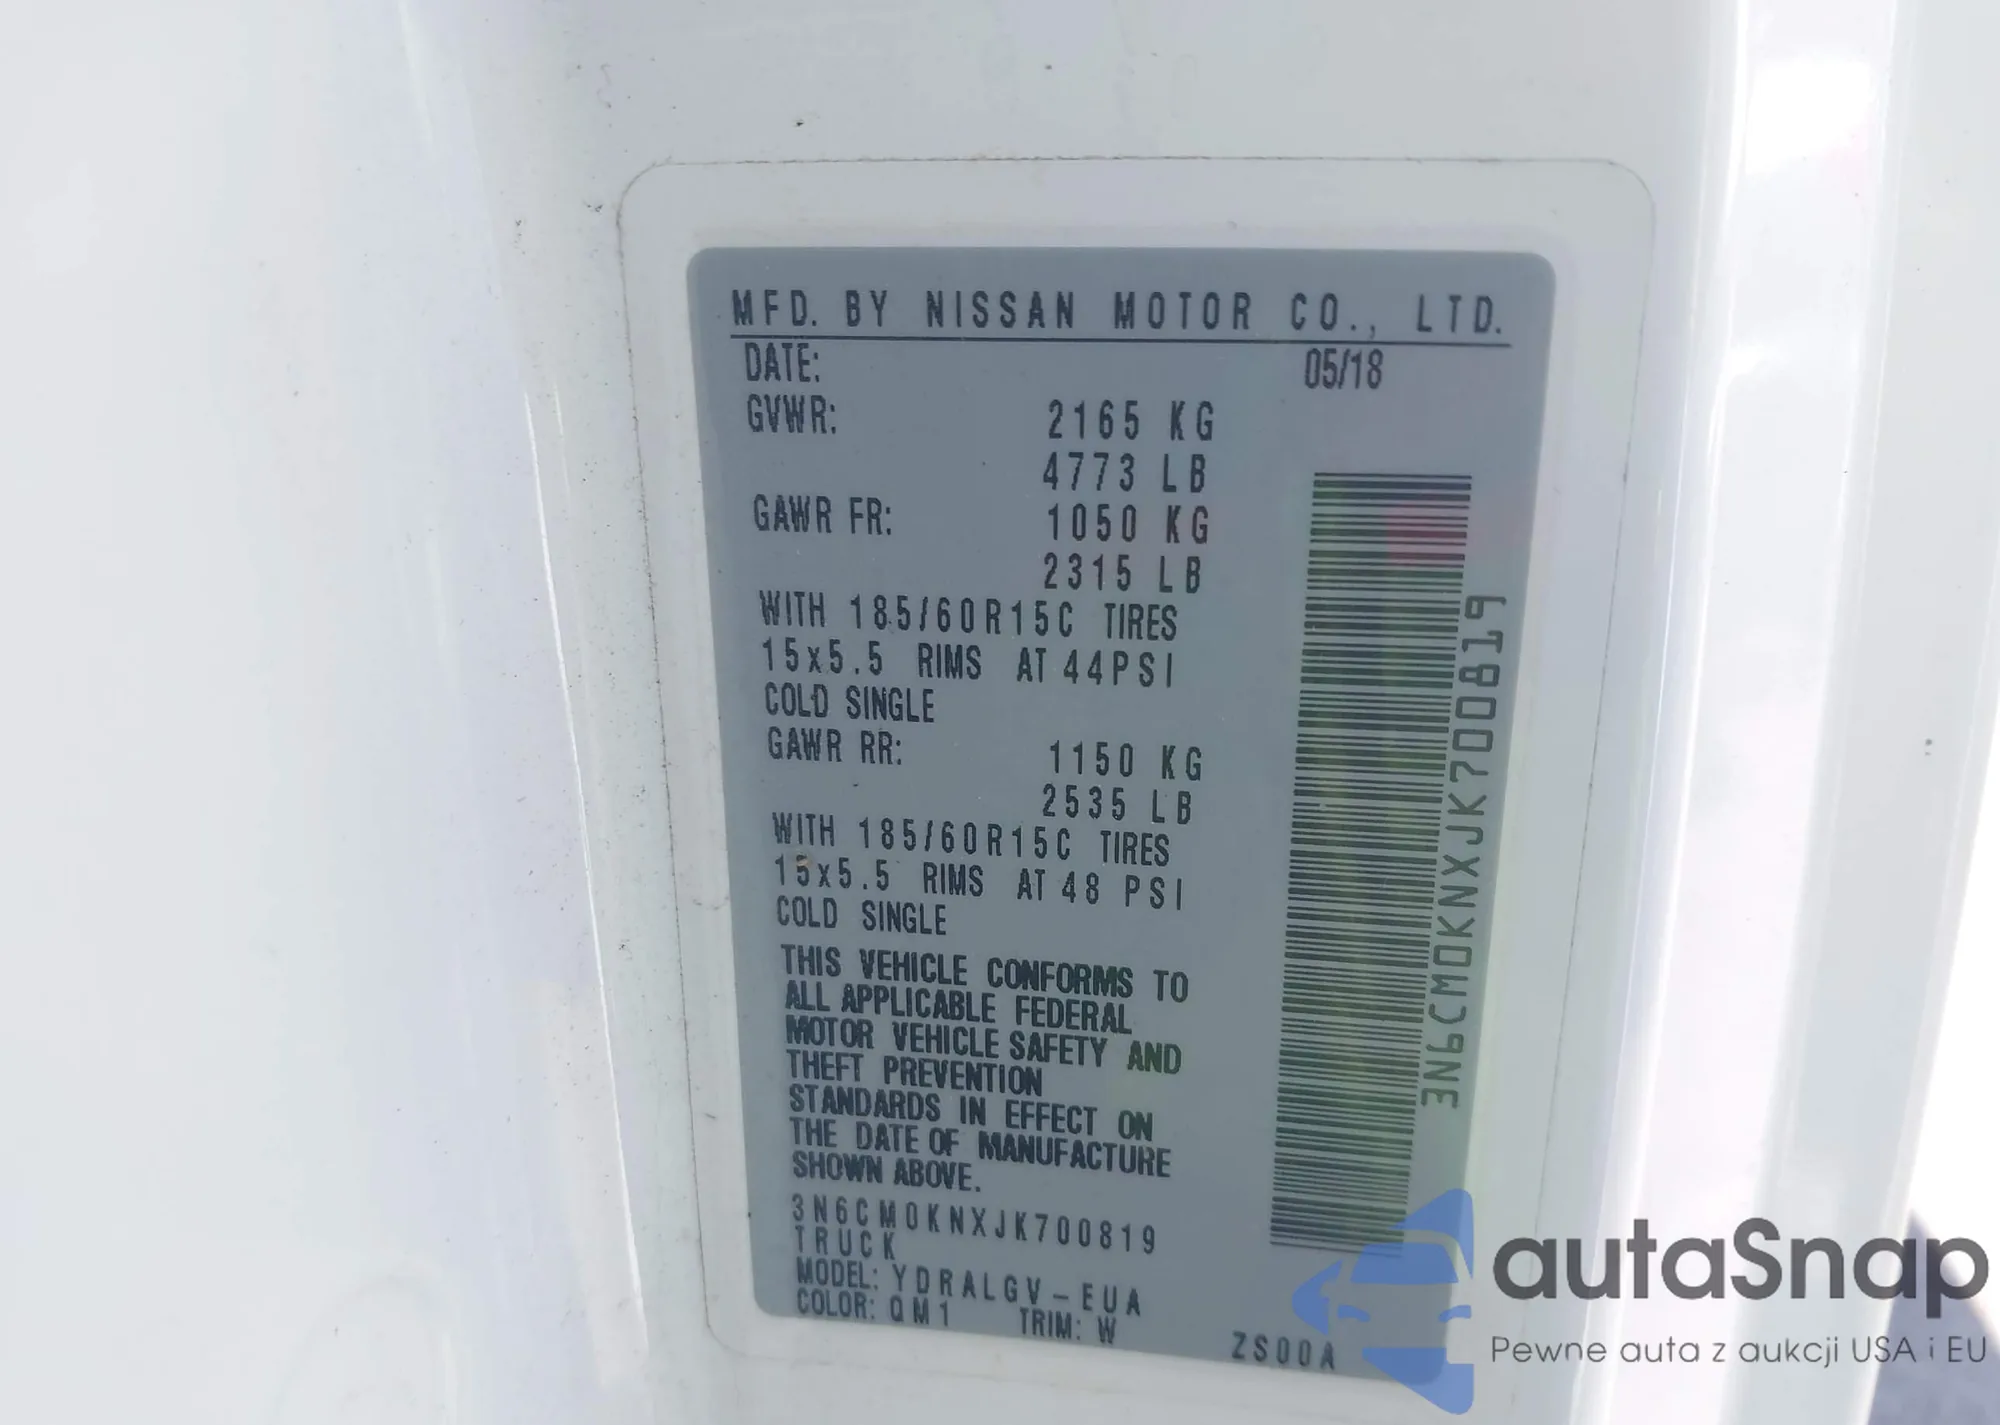 MFD. BY NISSAN MOTOR CO., LTD.
DATE: 05/18
GVWR: 2165 KG
4773 LB
GAWR FR: 1050 KG
2315 LB
WITH 185/60R15C TIRES
15x5.5 RIMS AT 44PSI
COLD SINGLE
GAWR RR: 1150 KG
2535 LB
WITH 185/60R15C TIRES
15x5.5 RIMS AT 48 PSI
COLD SINGLE
THIS VEHICLE CONFORMS TO
ALL APPLICABLE FEDERAL
MOTOR VEHICLE SAFETY AND
THEFT PREVENTION
STANDARDS IN EFFECT ON
THE DATE OF MANUFACTURE
SHOWN ABOVE.
3N6CM0KNXJK700819
TRUCK
MODEL: YDRALGV-EUA
COLOR: QM1 TRIM: W
ZS00A
3N6CM0KNXJK700819
autaSnap
Pewne auta z aukcji USA i EU